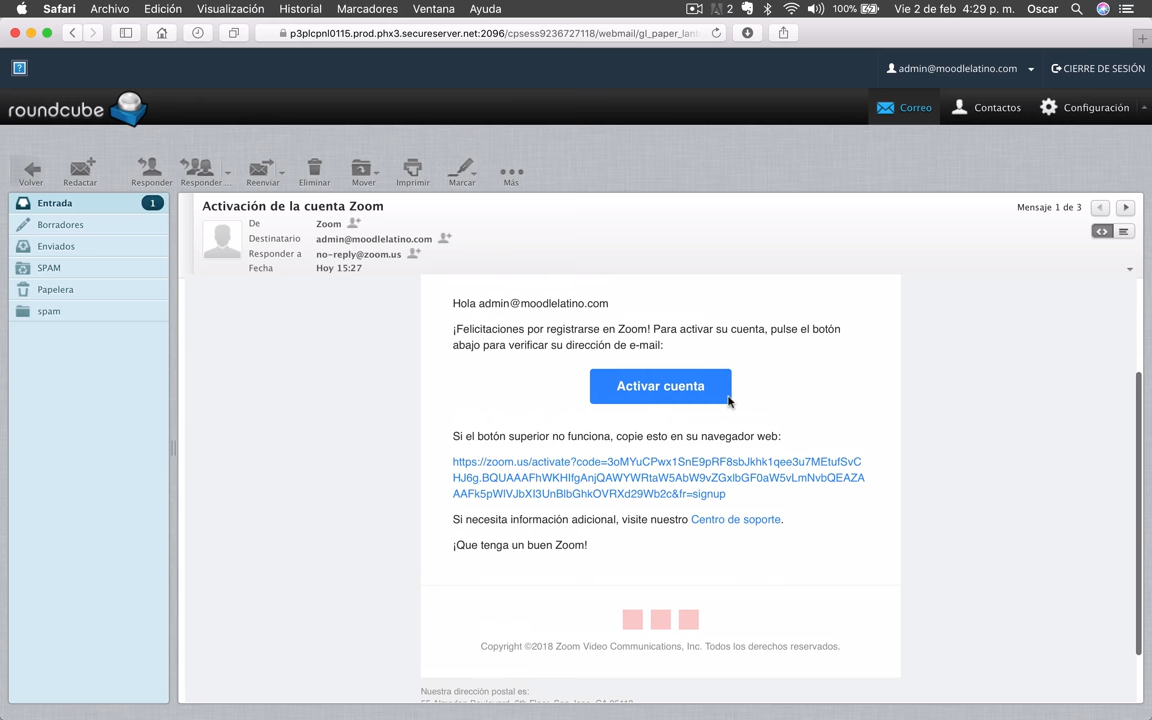 Safari Archivo Edición Visualización Historial Marcadores Ventana Ayuda 2 100% Vie 2 de feb 4:29 p. m. Oscar
p3plcpnl0115.prod.phx3.secureserver.net:2096/cpsess9236727118/webmail/gl_paper_lant
admin@moodlelatino.com CIERRE DE SESIÓN
roundcube Correo Contactos Configuración
Volver Redactar Responder Responder ... Reenviar Eliminar Mover Imprimir Marcar Más
Entrada 1
Borradores
Enviados
SPAM
Papelera
spam
Activación de la cuenta Zoom Mensaje 1 de 3
De Zoom
Destinatario admin@moodlelatino.com
Responder a no-reply@zoom.us
Fecha Hoy 15:27
Hola admin@moodlelatino.com
¡Felicitaciones por registrarse en Zoom! Para activar su cuenta, pulse el botón
abajo para verificar su dirección de e-mail:
Activar cuenta
Si el botón superior no funciona, copie esto en su navegador web:
https://zoom.us/activate?code=3oMYuCPwx1SnE9pRF8sbJkhk1qee3u7MEtufSvC
HJ6g.BQUAAAFhWKHIfgAnjQAWYWRtaW5AbW9vZGxlbGF0aW5vLmNvbQEAZA
AAFk5pWlVJbXI3UnBlbGhkOVRXd29Wb2c&fr=signup
Si necesita información adicional, visite nuestro Centro de soporte.
¡Que tenga un buen Zoom!
Copyright ©2018 Zoom Video Communications, Inc. Todos los derechos reservados.
Nuestra dirección postal es: